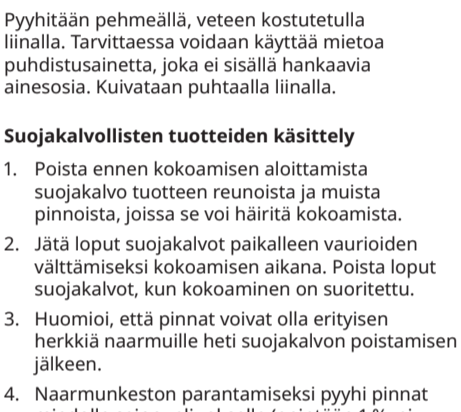 Pyyhitään pehmeällä, veteen kostutetulla
liinalla. Tarvittaessa voidaan käyttää mietoa
puhdistusainetta, joka ei sisällä hankaavia
ainesosia. Kuivataan puhtaalla liinalla.
Suojakalvollisten tuotteiden käsittely
1. Poista ennen kokoamisen aloittamista
suojakalvo tuotteen reunoista ja muista
pinnoista, joissa se voi häiritä kokoamista.
2. Jätä loput suojakalvot paikalleen vaurioiden
välttämiseksi kokoamisen aikana. Poista loput
suojakalvot, kun kokoaminen on suoritettu.
3. Huomioi, että pinnat voivat olla erityisen
herkkiä naarmuille heti suojakalvon poistamisen
jälkeen.
4. Naarmunkeston parantamiseksi pyyhi pinnat